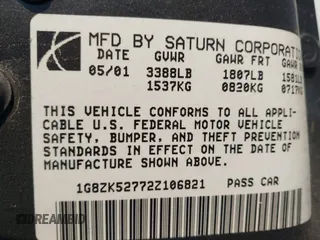 MFD BY SATURN CORPORATIO
DATE GVWR GAWR FRT GAWR
05/01 3388LB 1807LB
1537KG 0820KG
THIS VEHICLE CONFORMS TO ALL APPLI-
CABLE U.S. FEDERAL MOTOR VEHICLE
SAFETY, BUMPER, AND THEFT PREVENTION
STANDARDS IN EFFECT ON THE DATE OF
MANUFACTURE SHOWN ABOVE.
1G8ZK52772Z106821 PASS CAR
DREAMBID